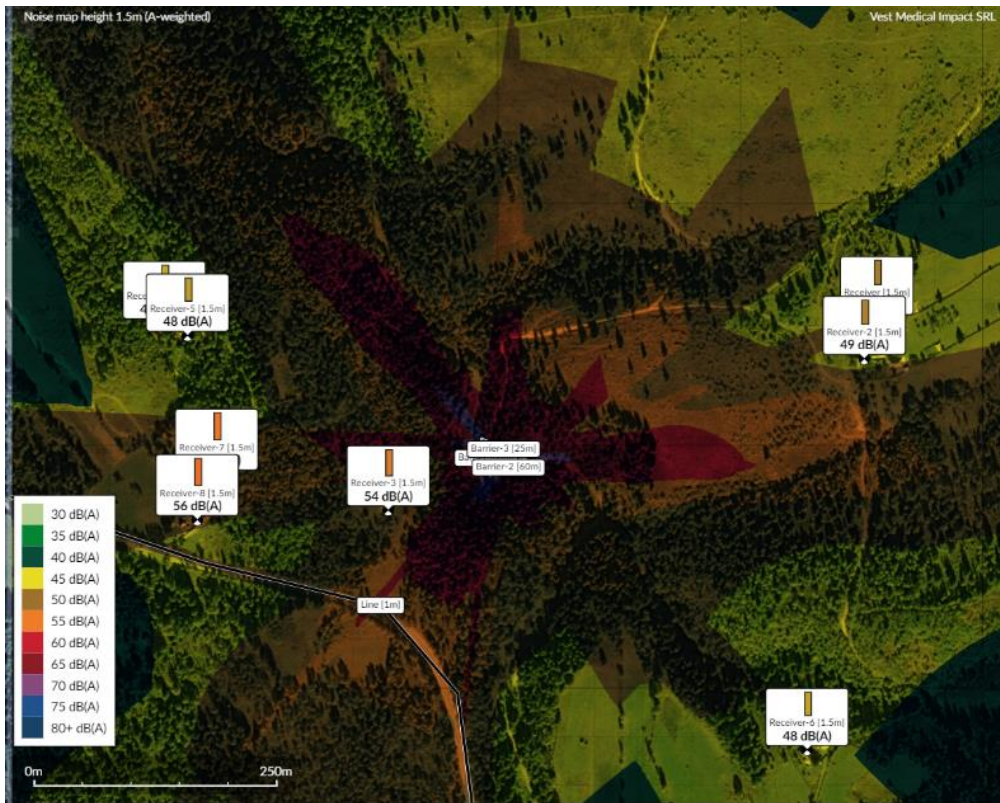 Noise map height 1.5m (A-weighted)
Vest Medical Impact SRL
Receiver-5 [1.5m]
48 dB(A)
Receiver [1.5m]
Receiver-2 [1.5m]
49 dB(A)
Receiver-7 [1.5m]
Receiver-8 [1.5m]
56 dB(A)
Receiver-3 [1.5m]
54 dB(A)
Barrier-3 [25m]
Barrier-2 [60m]
Line [1m]
Receiver-6 [1.5m]
48 dB(A)
30 dB(A)
35 dB(A)
40 dB(A)
45 dB(A)
50 dB(A)
55 dB(A)
60 dB(A)
65 dB(A)
70 dB(A)
75 dB(A)
80+ dB(A)
0m
250m